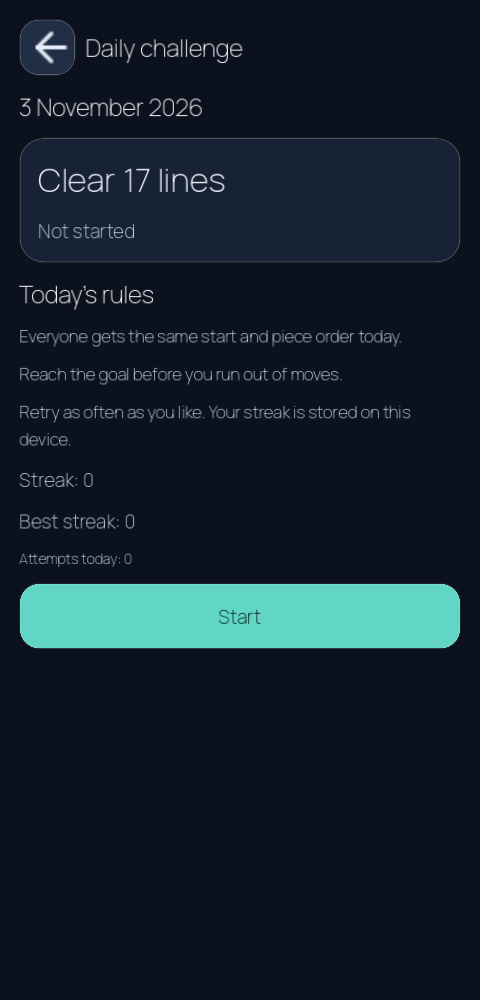 Daily challenge
3 November 2026
Clear 17 lines
Not started
Today's rules
Everyone gets the same start and piece order today.
Reach the goal before you run out of moves.
Retry as often as you like. Your streak is stored on this
device.
Streak: 0
Best streak: 0
Attempts today: 0
Start